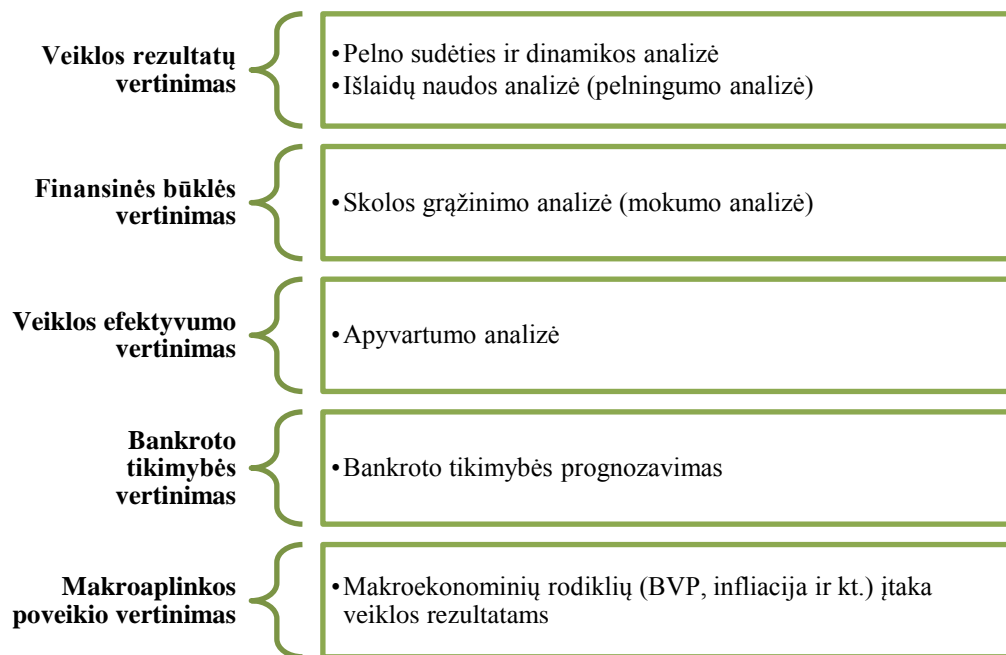 Veiklos rezultatų
vertinimas
•Pelno sudėties ir dinamikos analizė
•Išlaidų naudos analizė (pelningumo analizė)
Finansinės būklės
vertinimas
•Skolos grąžinimo analizė (mokumo analizė)
Veiklos efektyvumo
vertinimas
•Apyvartumo analizė
Bankroto
tikimybės
vertinimas
•Bankroto tikimybės prognozavimas
Makroaplinkos
poveikio vertinimas
•Makroekonominių rodiklių (BVP, infliacija ir kt.) įtaka
veiklos rezultatams